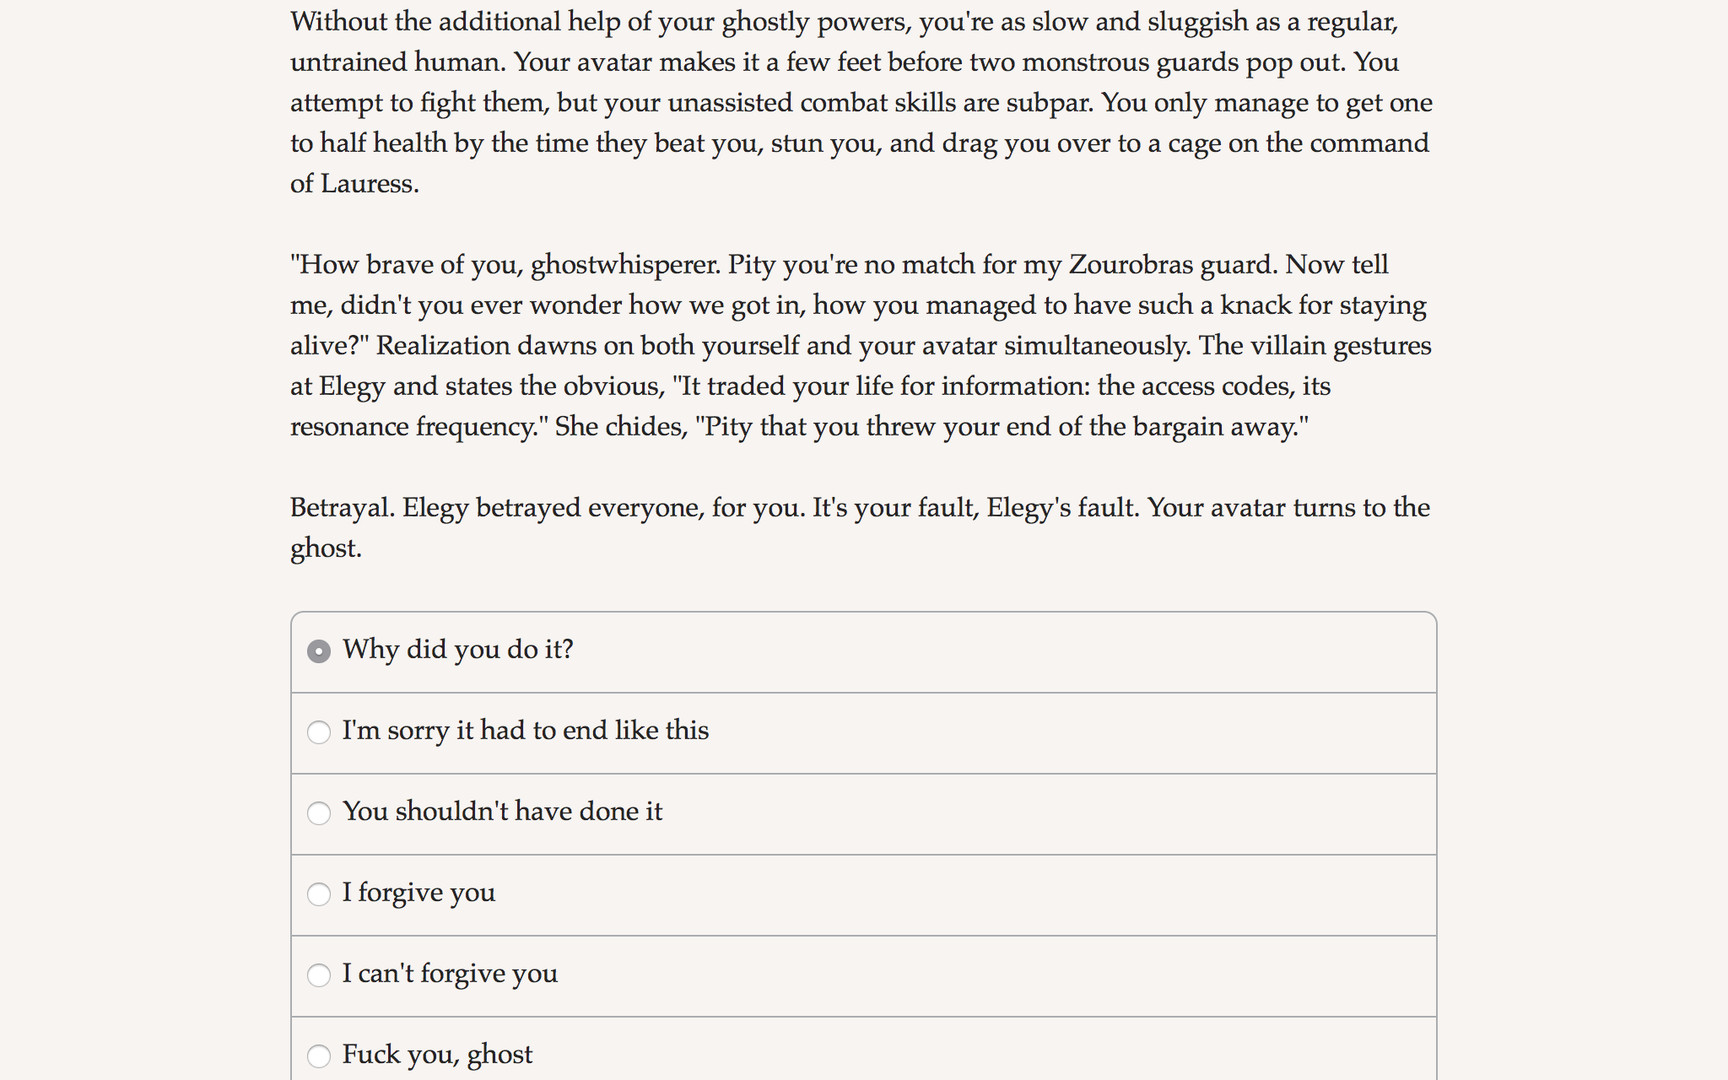 Without the additional help of your ghostly powers, you're as slow and sluggish as a regular,
untrained human. Your avatar makes it a few feet before two monstrous guards pop out. You
attempt to fight them, but your unassisted combat skills are subpar. You only manage to get one
to half health by the time they beat you, stun you, and drag you over to a cage on the command
of Lauress.
"How brave of you, ghostwhisperer. Pity you're no match for my Zourobras guard. Now tell
me, didn't you ever wonder how we got in, how you managed to have such a knack for staying
alive?" Realization dawns on both yourself and your avatar simultaneously. The villain gestures
at Elegy and states the obvious, "It traded your life for information: the access codes, its
resonance frequency." She chides, "Pity that you threw your end of the bargain away."
Betrayal. Elegy betrayed everyone, for you. It's your fault, Elegy's fault. Your avatar turns to the
ghost.
Why did you do it?
I'm sorry it had to end like this
You shouldn't have done it
I forgive you
I can't forgive you
Fuck you, ghost